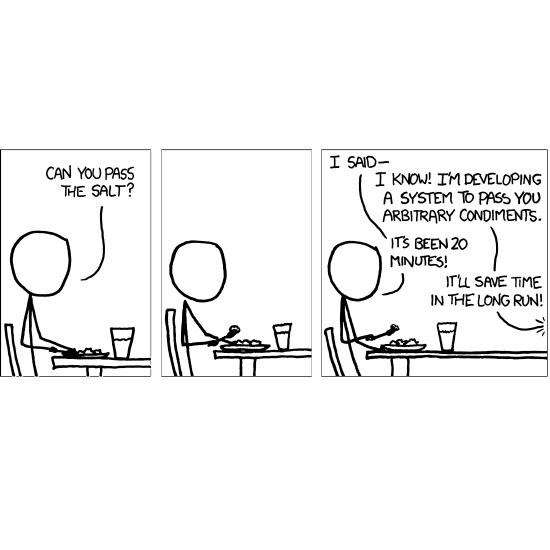 CAN YOU PASS
THE SALT?
I SAID—
I KNOW! I'M DEVELOPING
A SYSTEM TO PASS YOU
ARBITRARY CONDIMENTS.
IT'S BEEN 20
MINUTES!
IT'LL SAVE TIME
IN THE LONG RUN!